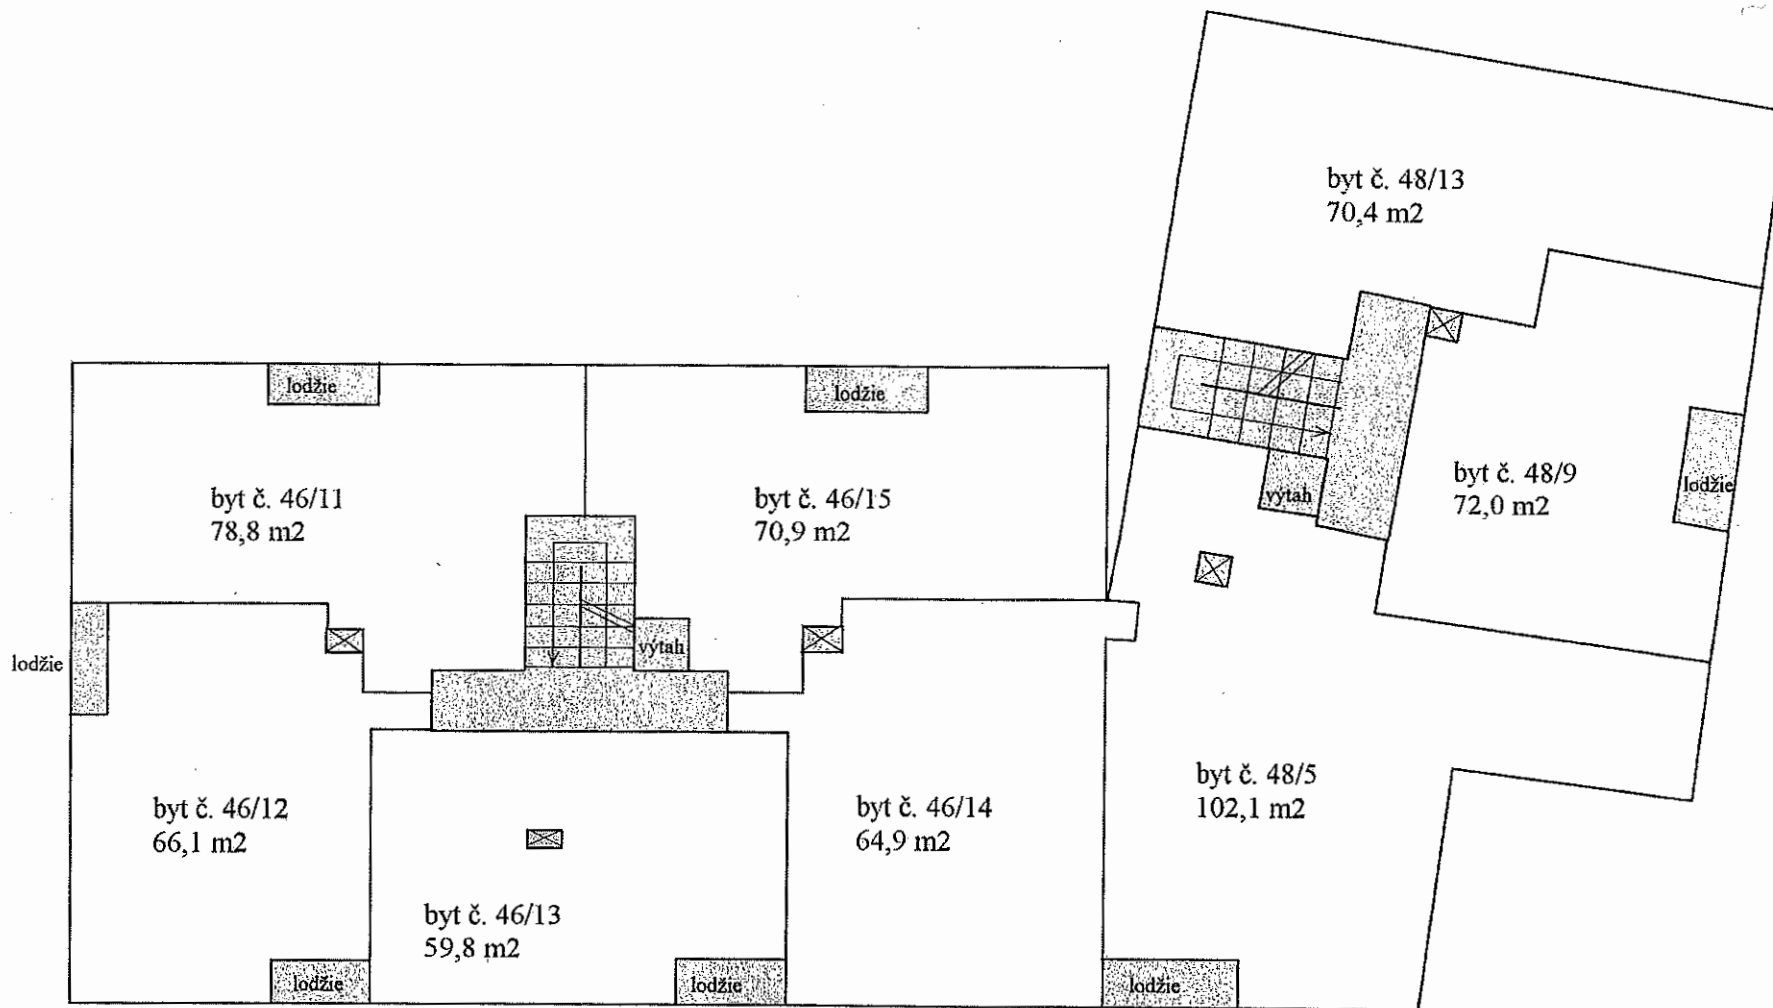 byt č. 48/13
70,4 m2
lodžie
lodžie
byt č. 46/11
78,8 m2
byt č. 46/15
70,9 m2
výtah
byt č. 48/9
72,0 m2
lodžie
lodžie
výtah
byt č. 46/12
66,1 m2
byt č. 46/14
64,9 m2
byt č. 48/5
102,1 m2
byt č. 46/13
59,8 m2
lodžie
lodžie
lodžie